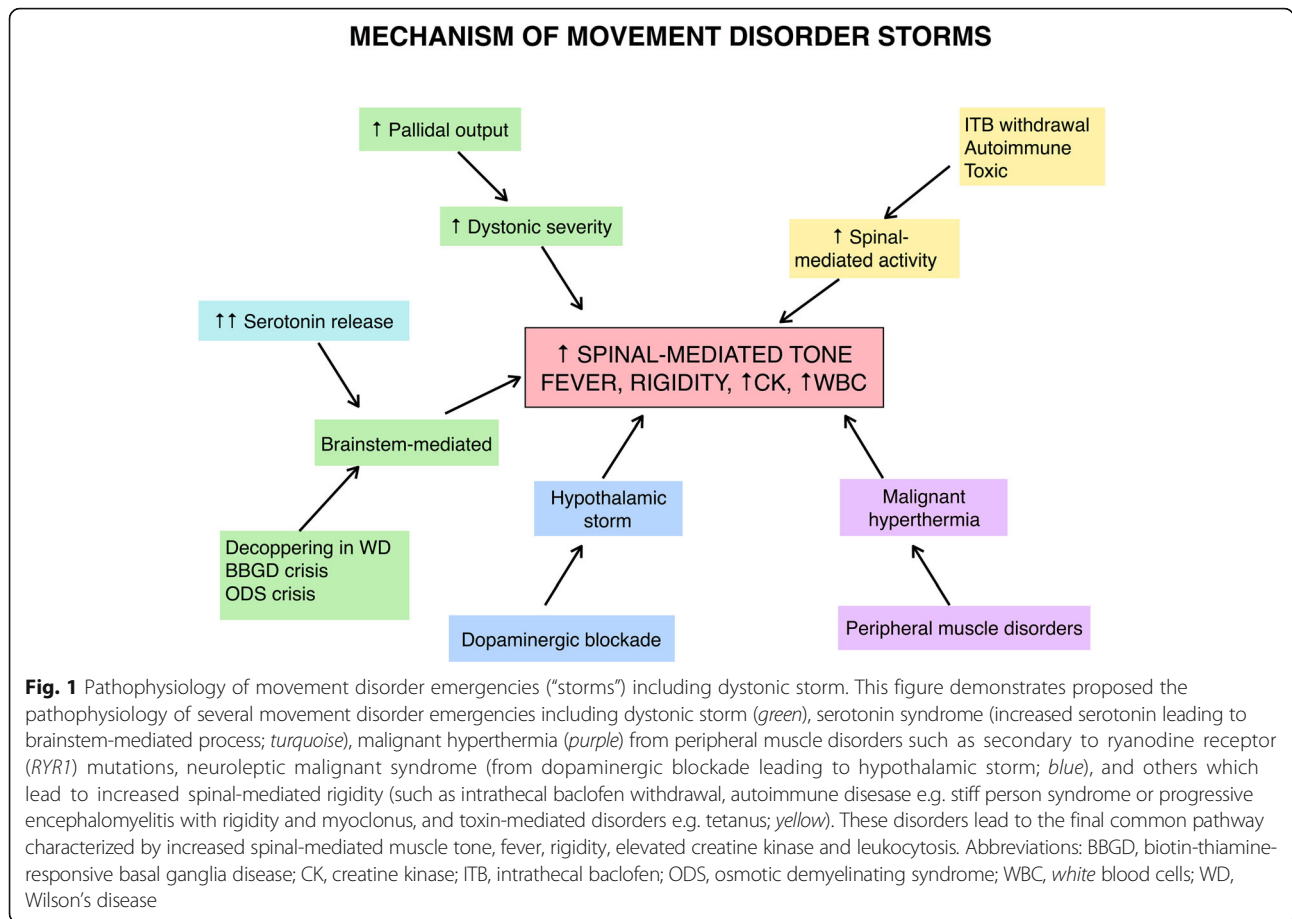 MECHANISM OF MOVEMENT DISORDER STORMS
↑ Pallidal output
ITB withdrawal
Autoimmune
Toxic
↑ Dystonic severity
↑ Spinal-
mediated activity
↑↑ Serotonin release
↑ SPINAL-MEDIATED TONE
FEVER, RIGIDITY, ↑CK, ↑WBC
Brainstem-mediated
Hypothalamic
storm
Malignant
hyperthermia
Decoppering in WD
BBGD crisis
ODS crisis
Dopaminergic blockade
Peripheral muscle disorders
Fig. 1 Pathophysiology of movement disorder emergencies (“storms”) including dystonic storm. This figure demonstrates proposed the
pathophysiology of several movement disorder emergencies including dystonic storm (green), serotonin syndrome (increased serotonin leading to
brainstem-mediated process; turquoise), malignant hyperthermia (purple) from peripheral muscle disorders such as secondary to ryanodine receptor
(RYR1) mutations, neuroleptic malignant syndrome (from dopaminergic blockade leading to hypothalamic storm; blue), and others which
lead to increased spinal-mediated rigidity (such as intrathecal baclofen withdrawal, autoimmune disesase e.g. stiff person syndrome or progressive
encephalomyelitis with rigidity and myoclonus, and toxin-mediated disorders e.g. tetanus; yellow). These disorders lead to the final common pathway
characterized by increased spinal-mediated muscle tone, fever, rigidity, elevated creatine kinase and leukocytosis. Abbreviations: BBGD, biotin-thiamine-
responsive basal ganglia disease; CK, creatine kinase; ITB, intrathecal baclofen; ODS, osmotic demyelinating syndrome; WBC, white blood cells; WD,
Wilson’s disease